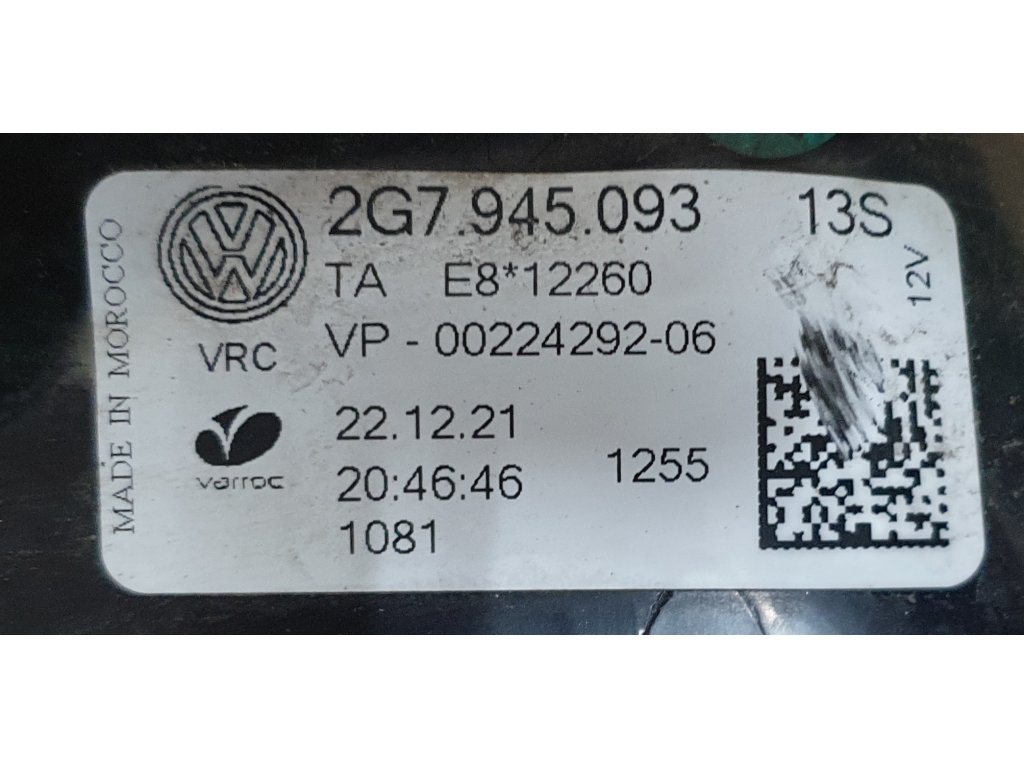 MADE IN MOROCCO
2G7.945.093 13S
TA E8*12260
12V
VP - 00224292-06
VRC
22.12.21
varroc
20:46:46 1255
1081